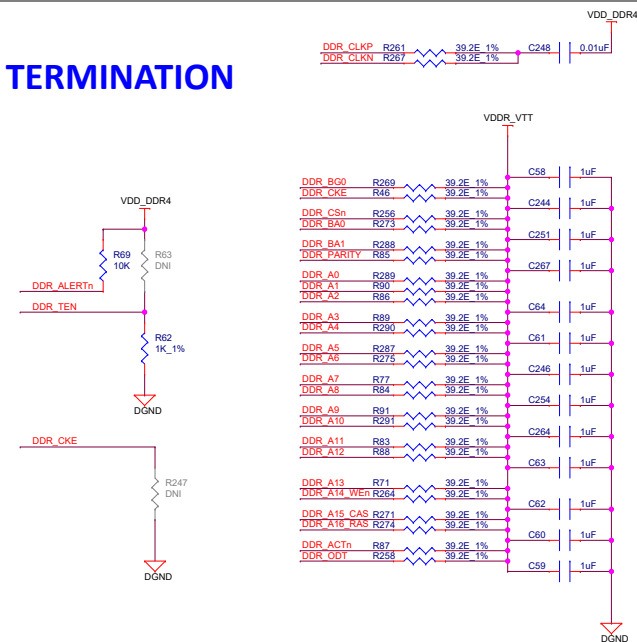 VDD_DDR4
DDR_CLKP R261 39.2E_1% C248 0.01uF
DDR_CLKN R267 39.2E_1%
TERMINATION
VDDR_VTT
C58 1uF
DDR_BG0 R269 39.2E_1%
DDR_CKE R46 39.2E_1%
C244 1uF
DDR_CSn R256 39.2E_1%
DDR_BA0 R273 39.2E_1%
C251 1uF
DDR_BA1 R288 39.2E_1%
DDR_PARITY R85 39.2E_1%
C267 1uF
DDR_A0 R289 39.2E_1%
DDR_A1 R90 39.2E_1%
DDR_A2 R86 39.2E_1%
C64 1uF
DDR_A3 R89 39.2E_1%
DDR_A4 R290 39.2E_1%
C61 1uF
DDR_A5 R287 39.2E_1%
DDR_A6 R275 39.2E_1%
C246 1uF
DDR_A7 R77 39.2E_1%
DDR_A8 R84 39.2E_1%
C254 1uF
DDR_A9 R91 39.2E_1%
DDR_A10 R291 39.2E_1%
C264 1uF
DDR_A11 R83 39.2E_1%
DDR_A12 R88 39.2E_1%
C63 1uF
DDR_A13 R71 39.2E_1%
DDR_A14_WEn R264 39.2E_1%
C62 1uF
DDR_A15_CAS R271 39.2E_1%
DDR_A16_RAS R274 39.2E_1%
C60 1uF
DDR_ACTn R87 39.2E_1%
DDR_ODT R258 39.2E_1%
C59 1uF
DGND
VDD_DDR4
R69 R63
10K DNI
DDR_ALERTn
DDR_TEN
R62
1K_1%
DGND
DDR_CKE
R247
DNI
DGND